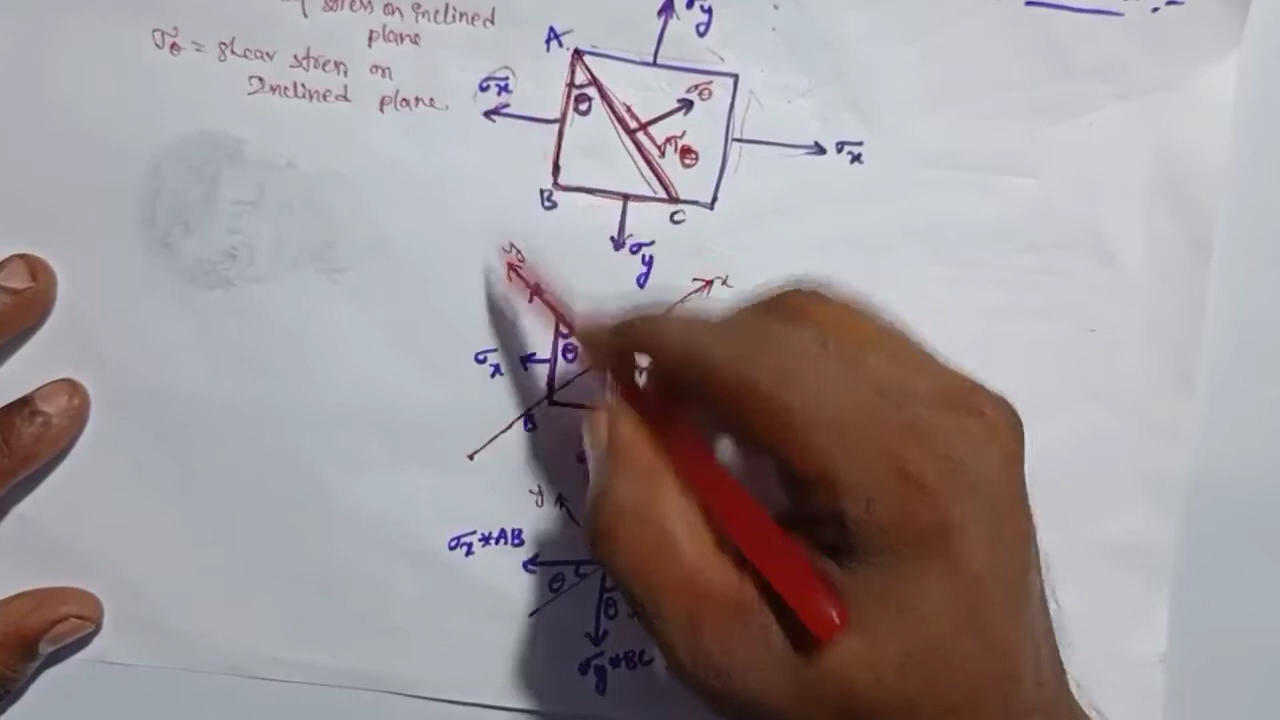 stress on inclined
plane
σθ = shear stress on
Inclined plane.
σy
A
σx
θ
σθ
σx
θ
B
C
σy
y
x
σx
θ
B
y
σx*AB
θ
θ
σy*BC